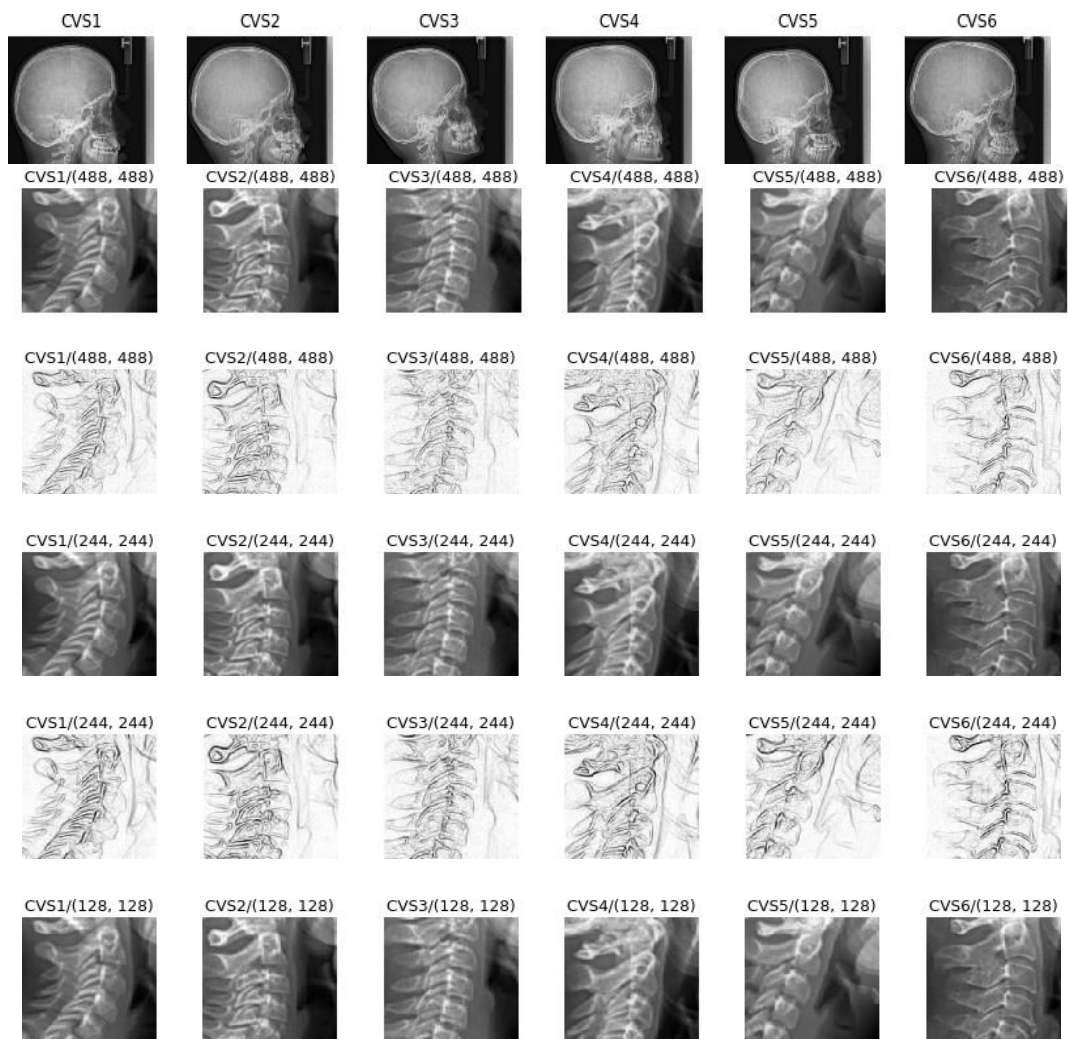 CVS1 CVS2 CVS3 CVS4 CVS5 CVS6
CVS1/(488, 488) CVS2/(488, 488) CVS3/(488, 488) CVS4/(488, 488) CVS5/(488, 488) CVS6/(488, 488)
CVS1/(488, 488) CVS2/(488, 488) CVS3/(488, 488) CVS4/(488, 488) CVS5/(488, 488) CVS6/(488, 488)
CVS1/(244, 244) CVS2/(244, 244) CVS3/(244, 244) CVS4/(244, 244) CVS5/(244, 244) CVS6/(244, 244)
CVS1/(244, 244) CVS2/(244, 244) CVS3/(244, 244) CVS4/(244, 244) CVS5/(244, 244) CVS6/(244, 244)
CVS1/(128, 128) CVS2/(128, 128) CVS3/(128, 128) CVS4/(128, 128) CVS5/(128, 128) CVS6/(128, 128)